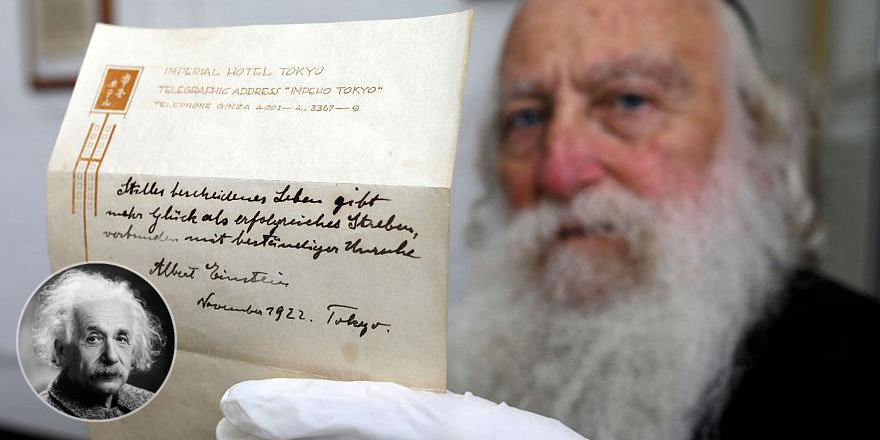 IMPERIAL HOTEL TOKYO
TELEGRAPHIC ADDRESS "IMPEHO TOKYO"
TELEPHONE GINZA 4001—4, 3367—9
Stilles bescheidenes Leben gibt
mehr Glück als erfolgreiches Streben,
verbunden mit beständiger Unruhe
Albert Einstein
November 1922. Tokyo.